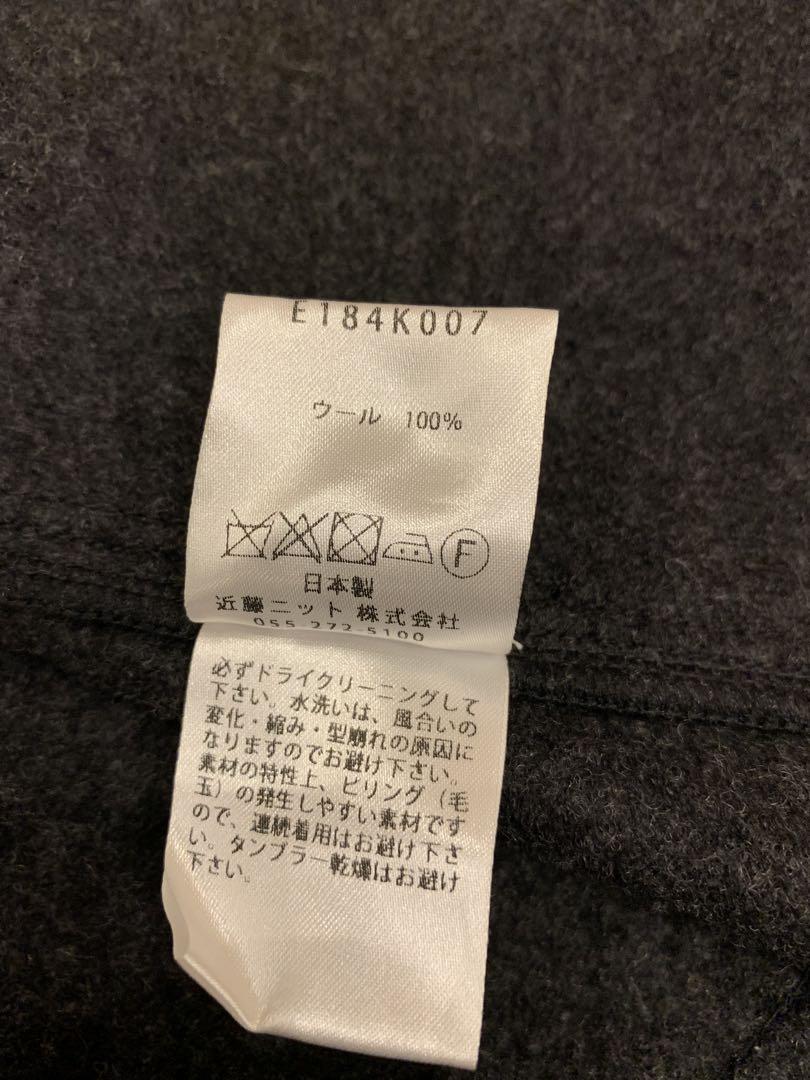 E184K007
ウール 100%
F
日本製
近藤ニット 株式会社
055-272-5100
必ずドライクリーニングして
下さい。水洗いは、風合いの
変化・縮み・型崩れの原因に
なりますのでお避け下さい。
素材の特性上、ピリング（毛
玉）の発生しやすい素材です
ので、連続着用はお避け下さ
い。タンブラー乾燥はお避け
下さい。